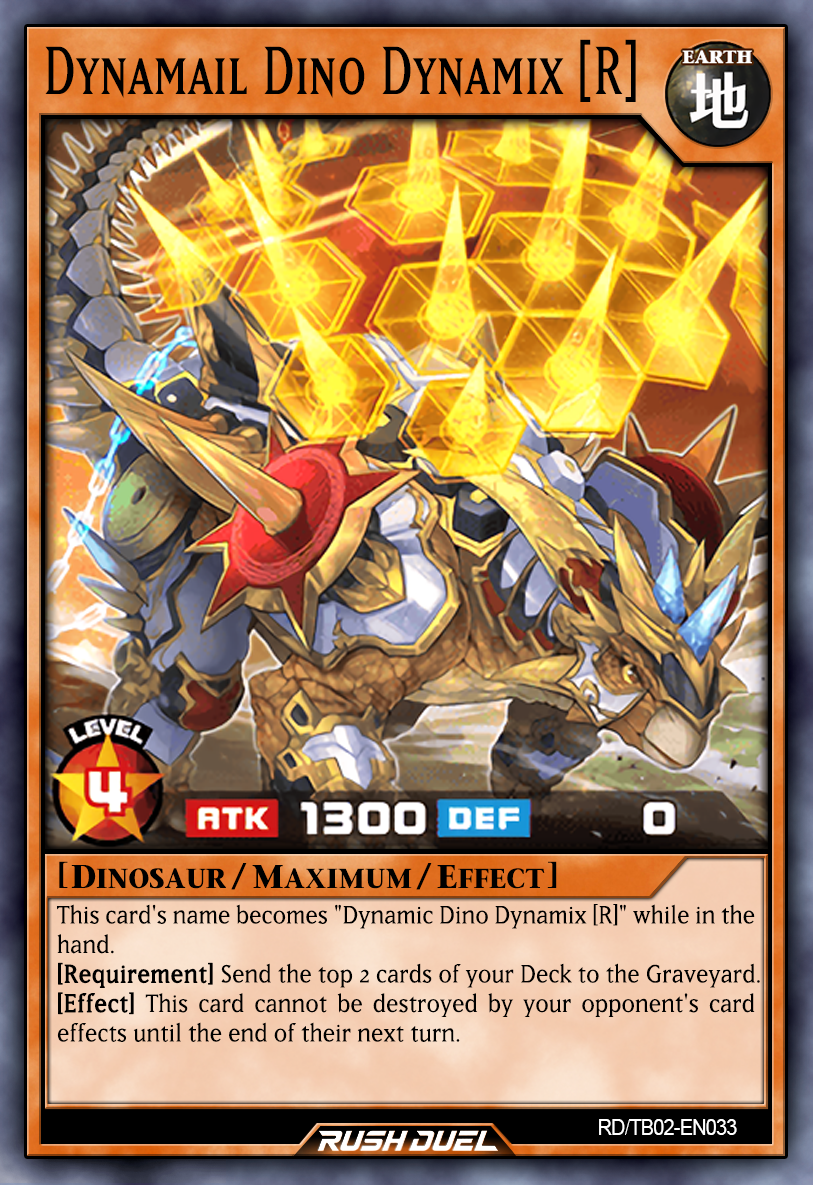 Dynamail Dino Dynamix [R]
EARTH
地
LEVEL
4
ATK 1300 DEF 0
[Dinosaur / Maximum / Effect]
This card's name becomes "Dynamic Dino Dynamix [R]" while in the
hand.
[Requirement] Send the top 2 cards of your Deck to the Graveyard.
[Effect] This card cannot be destroyed by your opponent's card
effects until the end of their next turn.
RD/TB02-EN033
RUSH DUEL